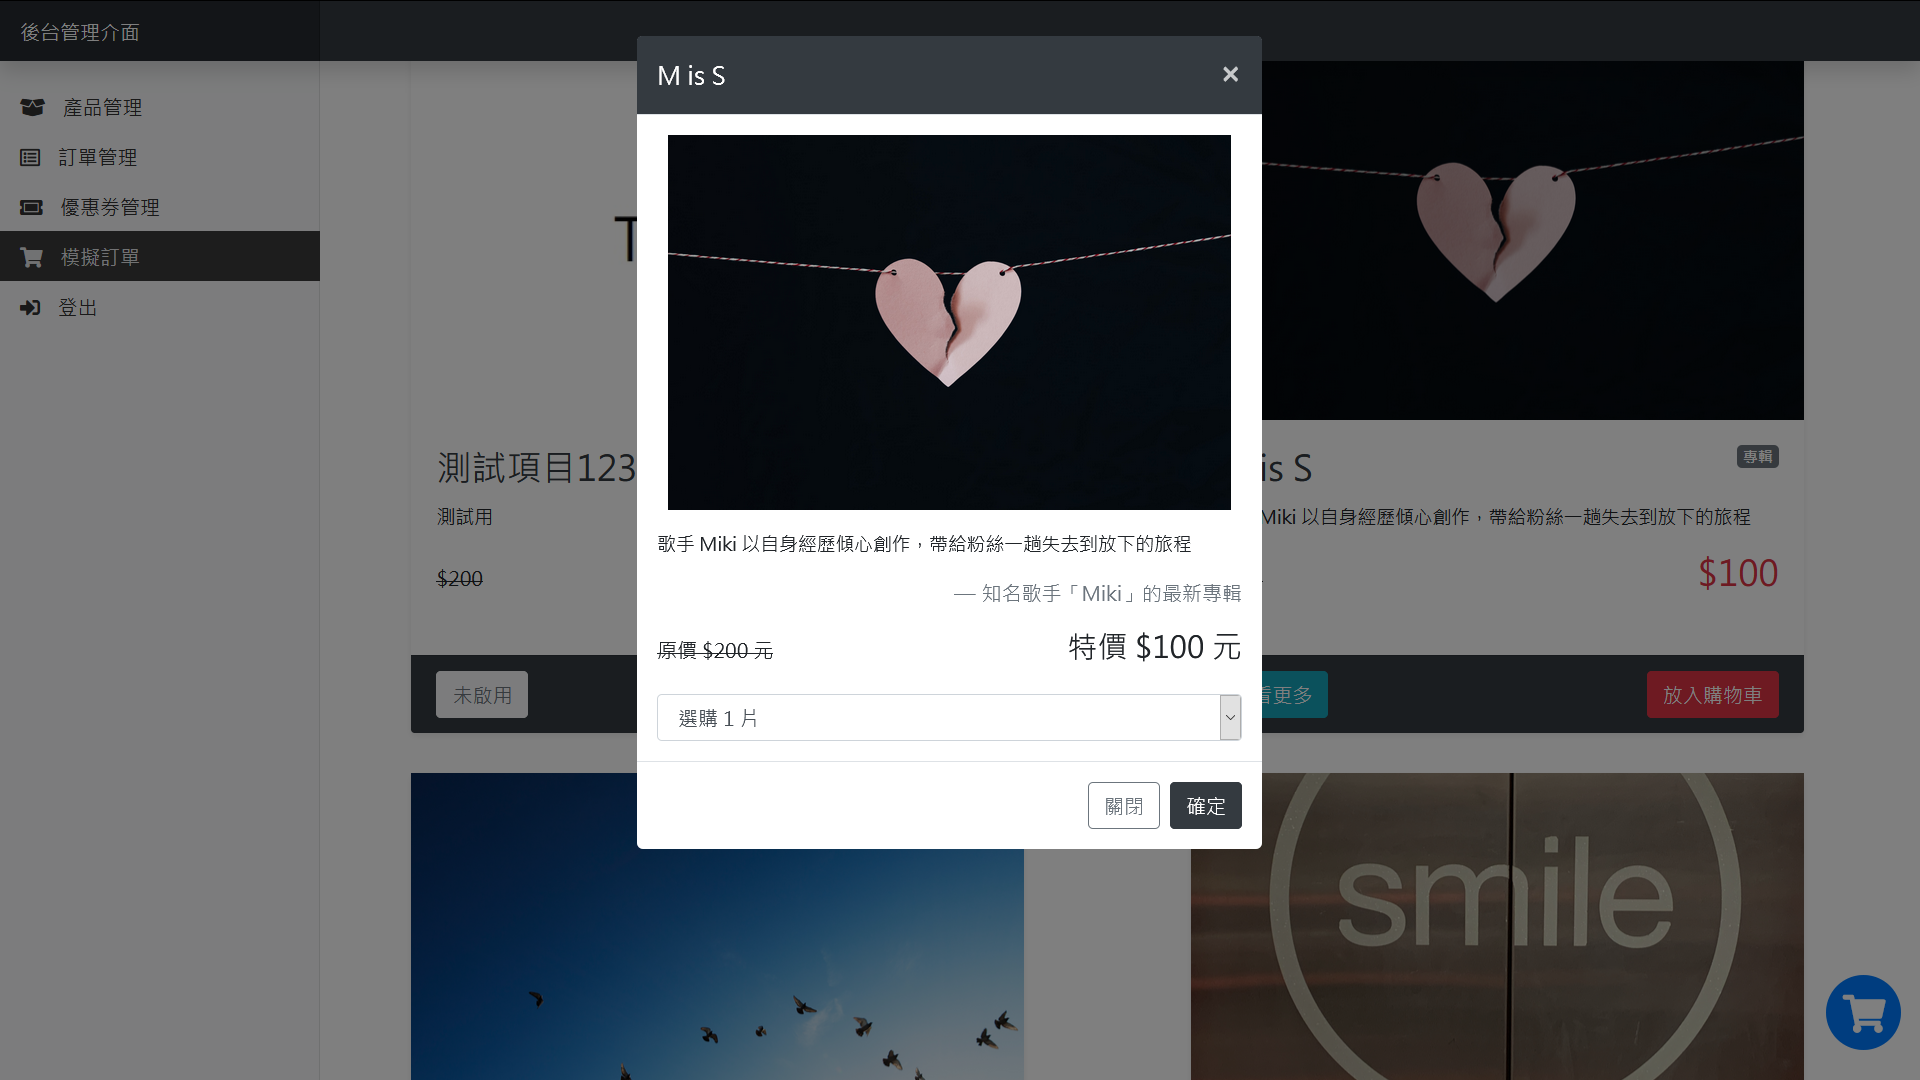 後台管理介面
產品管理
訂單管理
優惠券管理
模擬訂單
登出
M is S
×
歌手 Miki 以自身經歷傾心創作，帶給粉絲一趟失去到放下的旅程
— 知名歌手「Miki」的最新專輯
原價 $200 元
特價 $100 元
選購 1 片
關閉
確定
T
測試項目123
測試用
$200
未啟用
is S
專輯
Miki 以自身經歷傾心創作，帶給粉絲一趟失去到放下的旅程
$100
看更多
放入購物車
smile